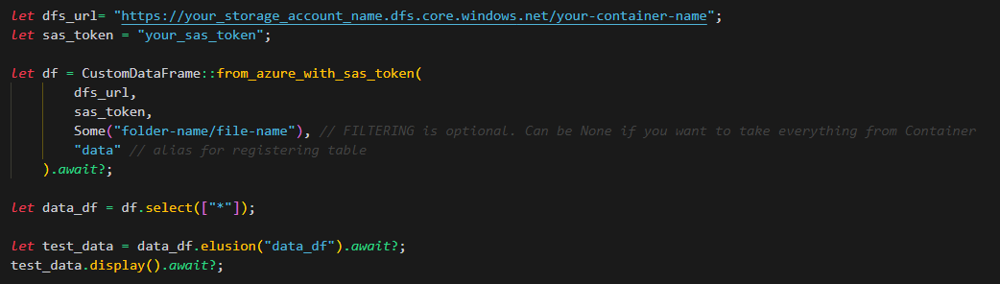 let dfs_url= "https://your_storage_account_name.dfs.core.windows.net/your-container-name";
let sas_token = "your_sas_token";
let df = CustomDataFrame::from_azure_with_sas_token(
dfs_url,
sas_token,
Some("folder-name/file-name"), // FILTERING is optional. Can be None if you want to take everything from Container
"data" // alias for registering table
).await?;
let data_df = df.select(["*"]);
let test_data = data_df.elusion("data_df").await?;
test_data.display().await?;